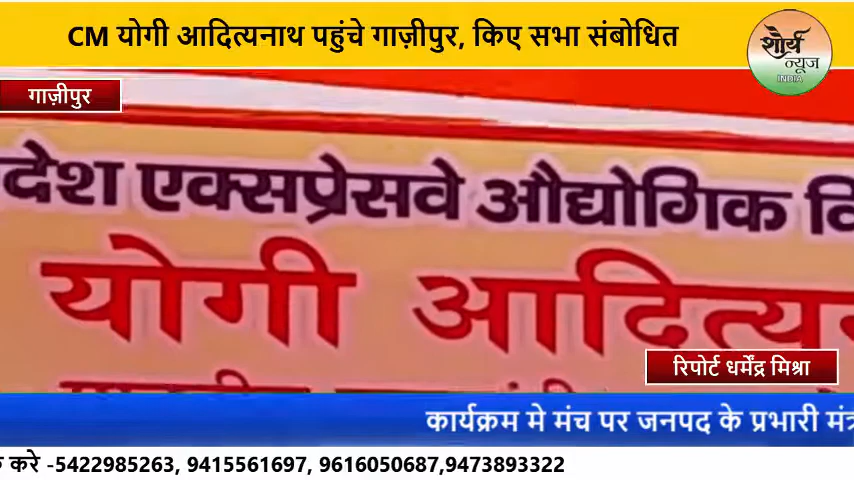 CM योगी आदित्यनाथ पहुंचे गाज़ीपुर, किए सभा संबोधित
शौर्य
न्यूज
INDIA
गाज़ीपुर
देश एक्सप्रेसवे औद्योगिक
योगी आदित्य
रिपोर्ट धर्मेंद्र मिश्रा
कार्यक्रम मे मंच पर जनपद के प्रभारी
करे -5422985263, 9415561697, 9616050687,9473893322